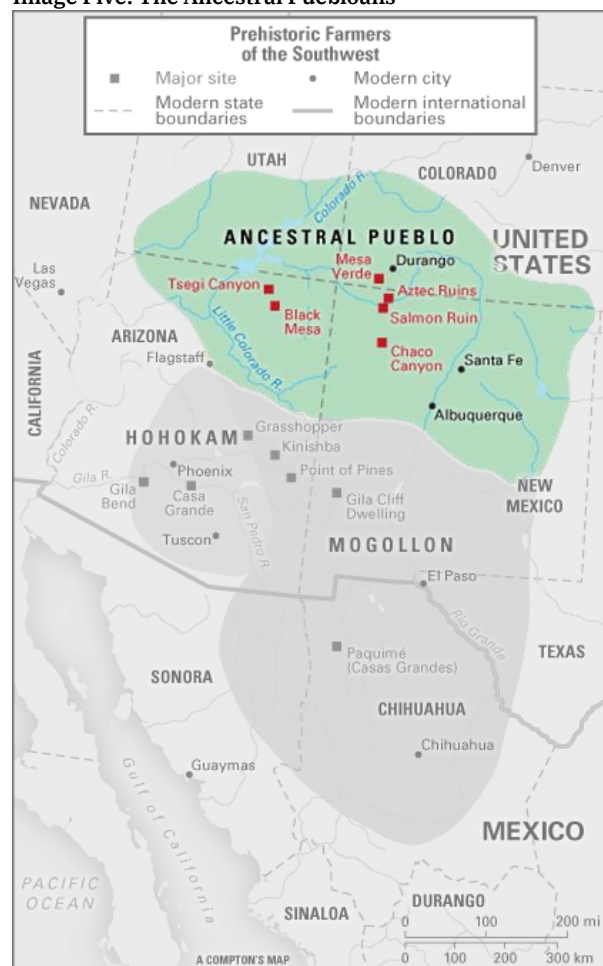 Image Five: The Ancestral Puebloans
Prehistoric Farmers
of the Southwest
Major site
Modern city
Modern state
boundaries
Modern international
boundaries
UTAH
COLORADO
Denver
NEVADA
Colorado R.
ANCESTRAL PUEBLO
UNITED
STATES
Las
Vegas
Mesa
Verde
Durango
Tsegi Canyon
Aztec Ruins
Black
Mesa
Salmon Ruin
ARIZONA
Little Colorado R.
Chaco
Canyon
Flagstaff
Santa Fe
CALIFORNIA
Albuquerque
Colorado R.
Grasshopper
HOHOKAM
Kinishba
Phoenix
Point of Pines
Gila R.
Gila
Bend
Casa
Grande
Gila Cliff
Dwelling
NEW
MEXICO
San Pedro R.
Tuscon
MOGOLLON
El Paso
Rio Grande
TEXAS
Paquimé
(Casas Grandes)
SONORA
CHIHUAHUA
Chihuahua
Guaymas
Gulf of California
MEXICO
PACIFIC
OCEAN
DURANGO
SINALOA
0 100 200 mi
0 100 200 300 km
A COMPTON'S MAP